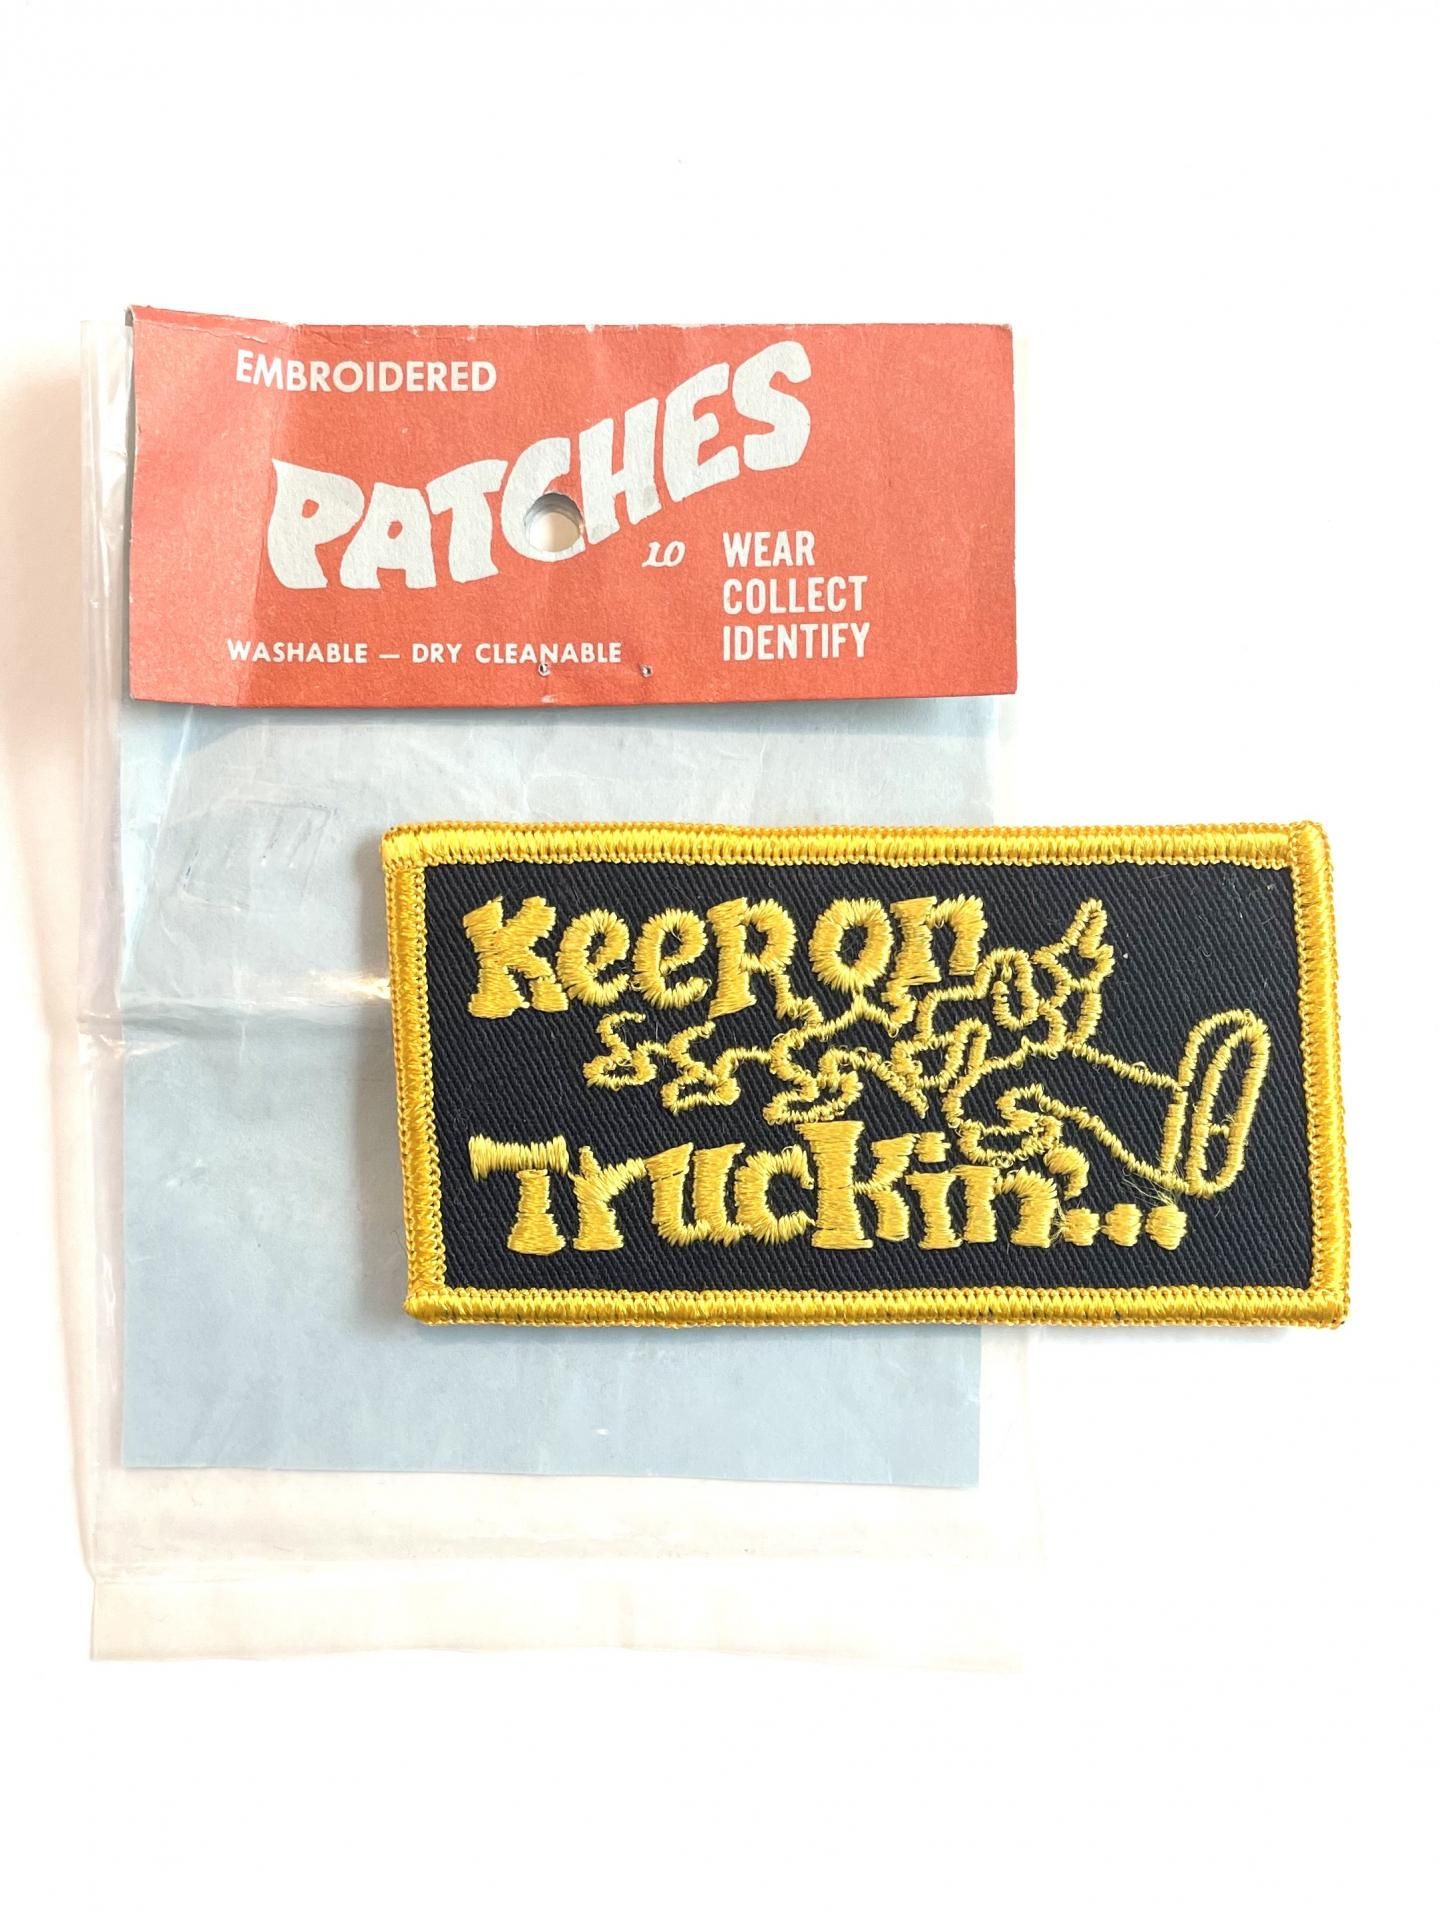 EMBROIDERED
PATCHES
to WEAR
COLLECT
IDENTIFY
WASHABLE — DRY CLEANABLE
Keep on
Truckin'...